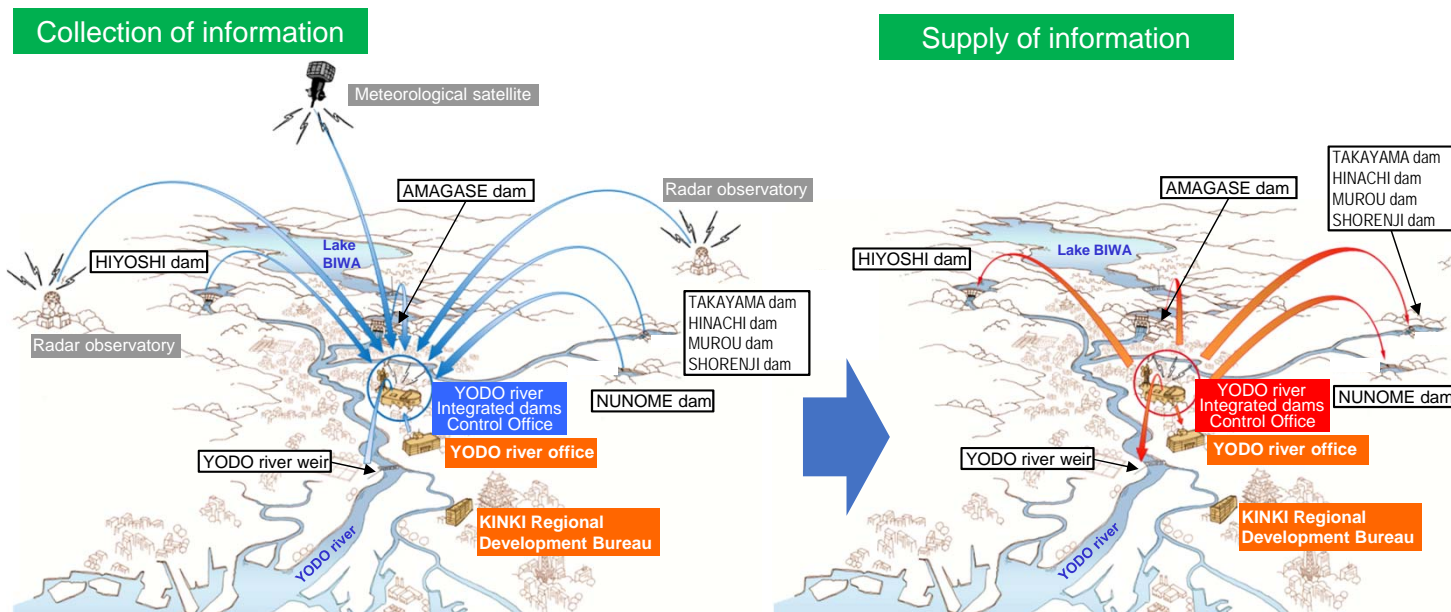 Collection of information
Meteorological satellite
AMAGASE dam
Radar observatory
Lake
BIWA
HIYOSHI dam
Radar observatory
TAKAYAMA dam
HINACHI dam
MUROU dam
SHORENJI dam
NUNOME dam
YODO river
Integrated dams
Control Office
YODO river office
YODO river weir
KINKI Regional
Development Bureau
YODO river
Supply of information
TAKAYAMA dam
HINACHI dam
MUROU dam
SHORENJI dam
AMAGASE dam
Lake BIWA
HIYOSHI dam
NUNOME dam
YODO river
Integrated dams
Control Office
YODO river office
YODO river weir
KINKI Regional
Development Bureau
YODO river